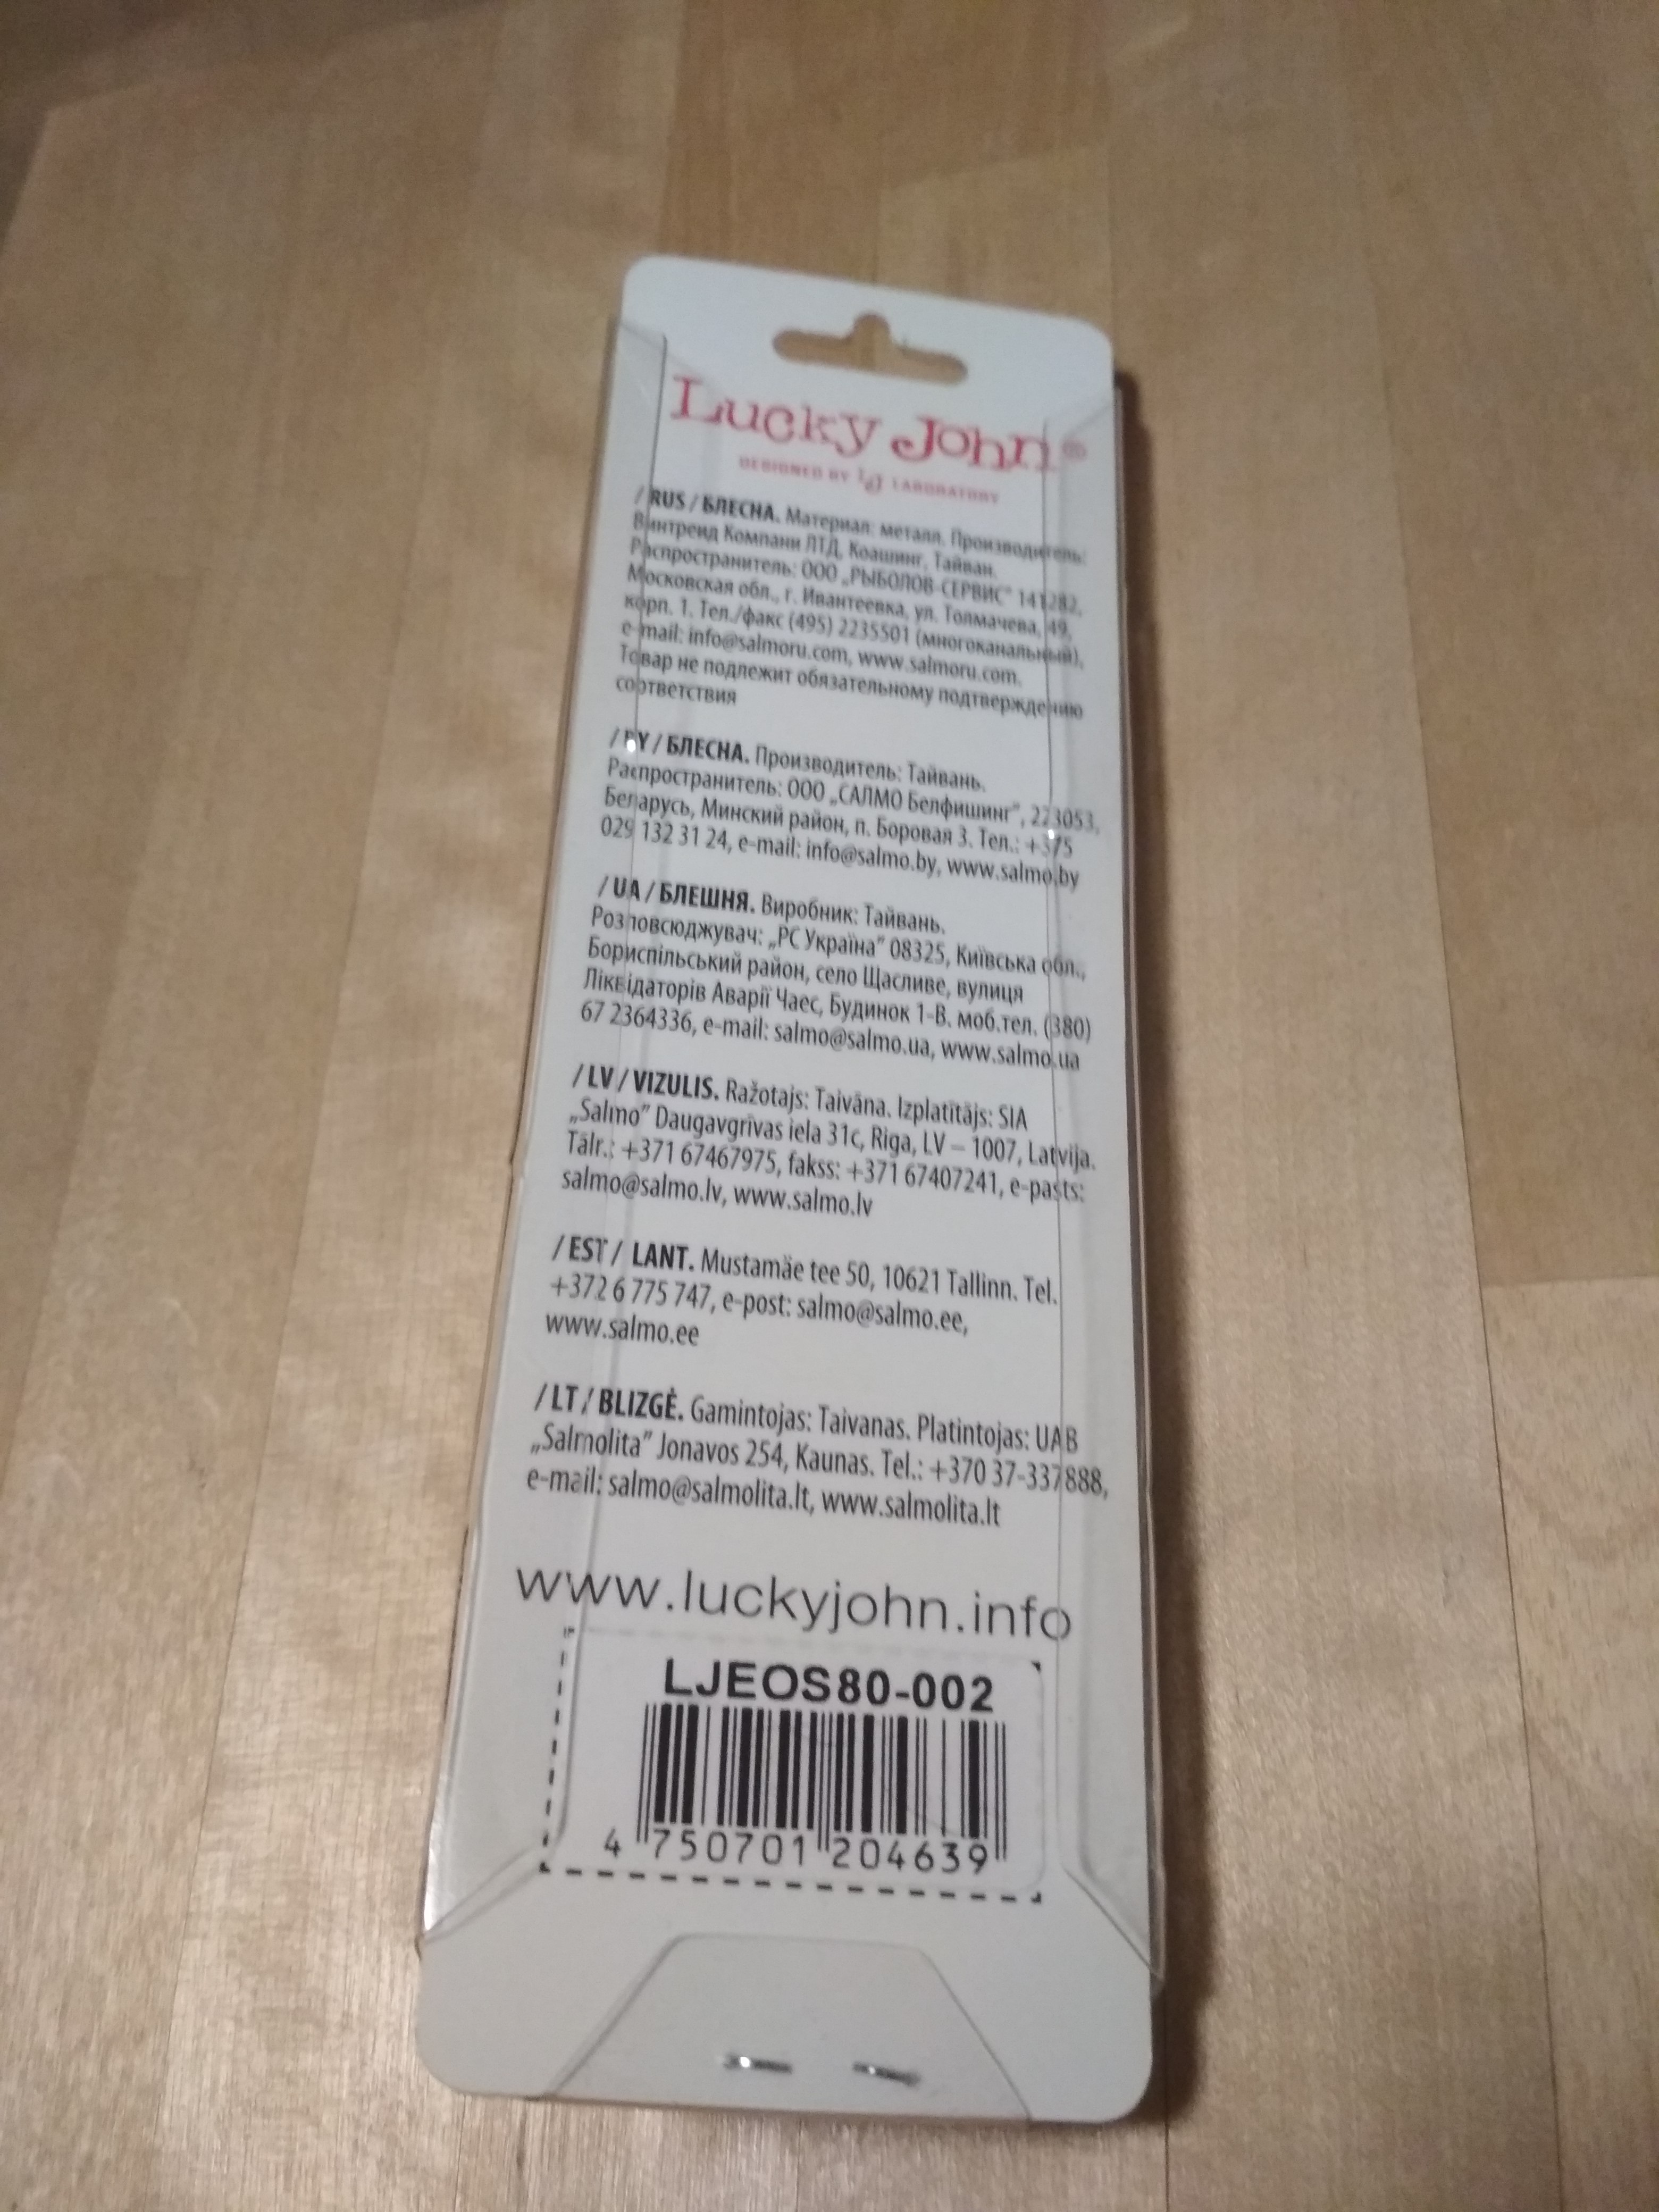 Lucky John®
DESIGNED BY LJ LABORATORY
/ RUS / БЛЕСНА. Материал: металл. Производитель:
Винтрейд Компани ЛТД, Коашинг, Тайван.
Распространитель: ООО „РЫБОЛОВ-СЕРВИС" 141282,
Московская обл., г. Ивантеевка, ул. Толмачева, 49,
корп. 1. Тел./факс (495) 2235501 (многоканальный),
e-mail: info@salmoru.com, www.salmoru.com.
Товар не подлежит обязательному подтверждению
соответствия
/ BY / БЛЕСНА. Производитель: Тайвань.
Распространитель: ООО „САЛМО Белфишинг", 223053,
Беларусь, Минский район, п. Боровая 3. Тел.: +375
029 132 31 24, e-mail: info@salmo.by, www.salmo.by
/ UA / БЛЕШНЯ. Виробник: Тайвань.
Розповсюджувач: „РС Україна" 08325, Київська обл.,
Бориспільський район, село Щасливе, вулиця
Ліквідаторів Аварії Чаес, Будинок 1-В. моб.тел. (380)
67 2364336, e-mail: salmo@salmo.ua, www.salmo.ua
/ LV / VIZULIS. Ražotajs: Taivāna. Izplatītājs: SIA
„Salmo" Daugavgrīvas iela 31c, Riga, LV – 1007, Latvija.
Tālr.: +371 67467975, fakss: +371 67407241, e-pasts:
salmo@salmo.lv, www.salmo.lv
/ EST / LANT. Mustamäe tee 50, 10621 Tallinn. Tel.
+372 6 775 747, e-post: salmo@salmo.ee,
www.salmo.ee
/ LT / BLIZGĖ. Gamintojas: Taivanas. Platintojas: UAB
„Salmolita" Jonavos 254, Kaunas. Tel.: +370 37-337888,
e-mail: salmo@salmolita.lt, www.salmolita.lt
www.luckyjohn.info
LJEOS80-002
4 750701 204639